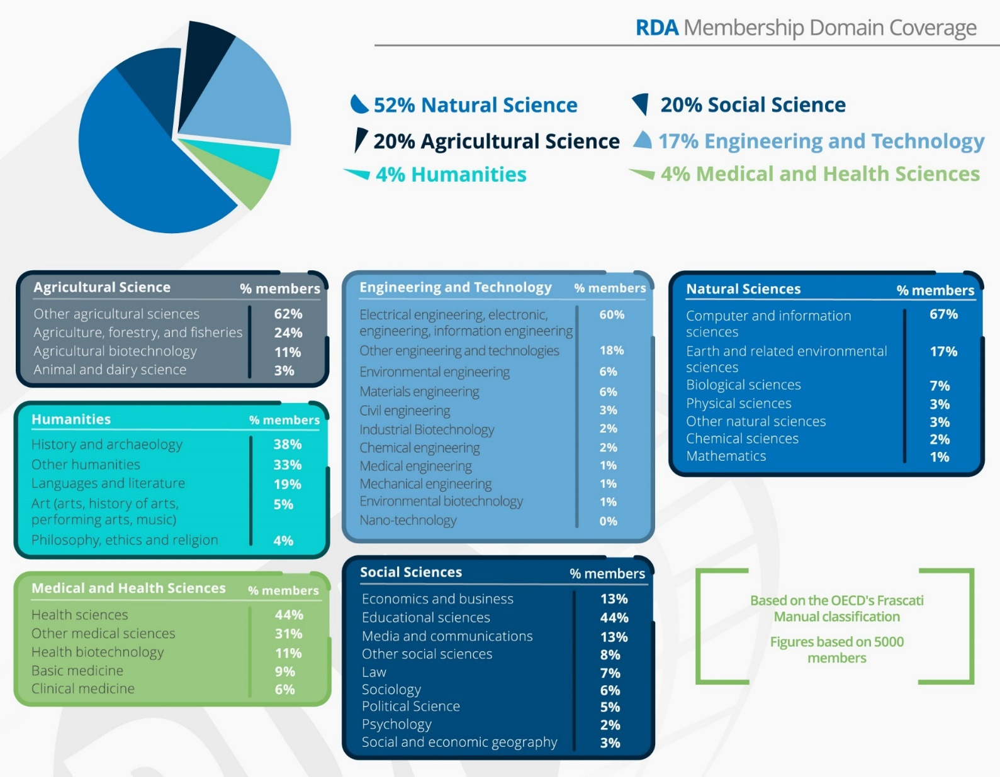 RDA Membership Domain Coverage
52% Natural Science
20% Social Science
20% Agricultural Science
17% Engineering and Technology
4% Humanities
4% Medical and Health Sciences
Agricultural Science % members
Other agricultural sciences 62%
Agriculture, forestry, and fisheries 24%
Agricultural biotechnology 11%
Animal and dairy science 3%
Humanities % members
History and archaeology 38%
Other humanities 33%
Languages and literature 19%
Art (arts, history of arts, 5%
performing arts, music)
Philosophy, ethics and religion 4%
Medical and Health Sciences % members
Health sciences 44%
Other medical sciences 31%
Health biotechnology 11%
Basic medicine 9%
Clinical medicine 6%
Engineering and Technology % members
Electrical engineering, electronic, 60%
engineering, information engineering
Other engineering and technologies 18%
Environmental engineering 6%
Materials engineering 6%
Civil engineering 3%
Industrial Biotechnology 2%
Chemical engineering 2%
Medical engineering 1%
Mechanical engineering 1%
Environmental biotechnology 1%
Nano-technology 0%
Social Sciences % members
Economics and business 13%
Educational sciences 44%
Media and communications 13%
Other social sciences 8%
Law 7%
Sociology 6%
Political Science 5%
Psychology 2%
Social and economic geography 3%
Natural Sciences % members
Computer and information 67%
sciences
Earth and related environmental 17%
sciences
Biological sciences 7%
Physical sciences 3%
Other natural sciences 3%
Chemical sciences 2%
Mathematics 1%
Based on the OECD's Frascati
Manual classification
Figures based on 5000
members